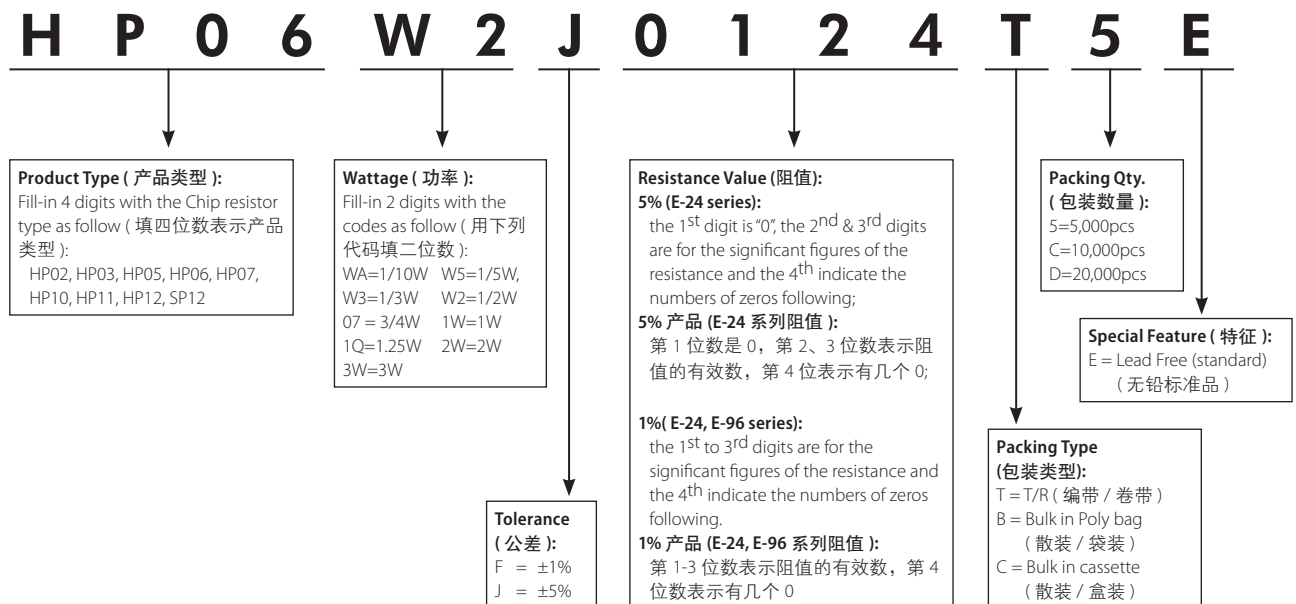 H P 0 6 W 2 J 0 1 2 4 T 5 E
Product Type ( 产品类型 ):
Fill-in 4 digits with the Chip resistor
type as follow ( 填四位数表示产品
类型 ):
HP02, HP03, HP05, HP06, HP07,
HP10, HP11, HP12, SP12
Wattage ( 功率 ):
Fill-in 2 digits with the
codes as follow ( 用下列
代码填二位数 ):
WA=1/10W W5=1/5W,
W3=1/3W W2=1/2W
07 = 3/4W 1W=1W
1Q=1.25W 2W=2W
3W=3W
Tolerance
( 公差 ):
F = ±1%
J = ±5%
Resistance Value (阻值):
5% (E-24 series):
the 1st digit is "0", the 2nd & 3rd digits
are for the significant figures of the
resistance and the 4th indicate the
numbers of zeros following;
5% 产品 (E-24 系列阻值 ):
第 1 位数是 0，第 2、3 位数表示阻
值的有效数，第 4 位表示有几个 0;
1%( E-24, E-96 series):
the 1st to 3rd digits are for the
significant figures of the resistance and
the 4th indicate the numbers of zeros
following.
1% 产品 (E-24, E-96 系列阻值 ):
第 1-3 位数表示阻值的有效数，第 4
位数表示有几个 0
Packing Qty.
( 包装数量 ):
5=5,000pcs
C=10,000pcs
D=20,000pcs
Special Feature ( 特征 ):
E = Lead Free (standard)
( 无铅标准品 )
Packing Type
(包装类型):
T = T/R ( 编带 / 卷带 )
B = Bulk in Poly bag
( 散装 / 袋装 )
C = Bulk in cassette
( 散装 / 盒装 )